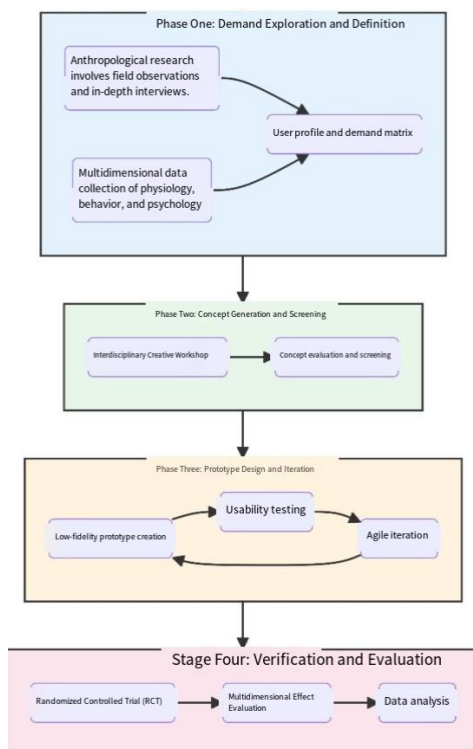 Phase One: Demand Exploration and Definition
Anthropological research
involves field observations
and in-depth interviews.
User profile and demand matrix
Multidimensional data
collection of physiology,
behavior, and psychology
Phase Two: Concept Generation and Screening
Interdisciplinary Creative Workshop
Concept evaluation and screening
Phase Three: Prototype Design and Iteration
Low-fidelity prototype creation
Usability testing
Agile iteration
Stage Four: Verification and Evaluation
Randomized Controlled Trial (RCT)
Multidimensional Effect
Evaluation
Data analysis